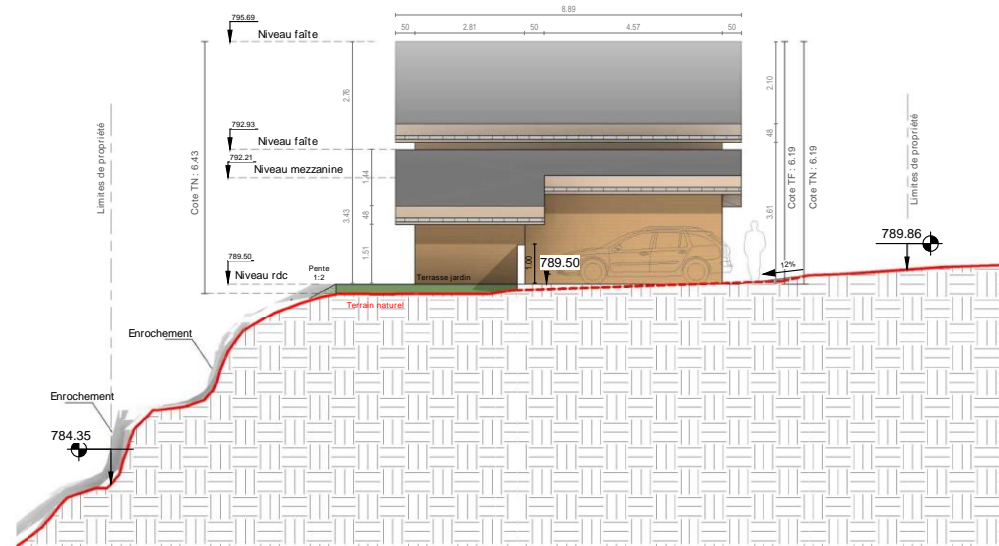 8.89
50
2.81
50
4.57
50
795.69
Niveau faîte
2.76
2.10
792.93
Niveau faîte
48
792.21
Niveau mezzanine
1.44
Limites de propriété
Cote TN : 6.43
3.43
48
1.51
3.61
Cote TF : 6.19
Cote TN : 6.19
Limites de propriété
789.86
789.50
Niveau rdc
Pente
1:2
Terrasse jardin
1.00
789.50
12%
Terrain naturel
Enrochement
Enrochement
784.35